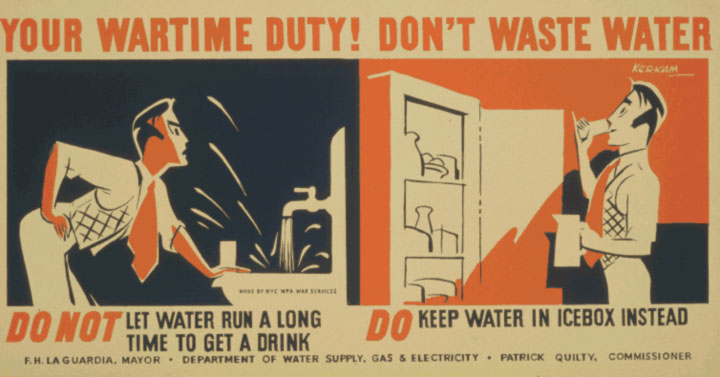 YOUR WARTIME DUTY! DON'T WASTE WATER
KERKAM
MADE BY NYC WPA WAR SERVICES
DO NOT LET WATER RUN A LONG
TIME TO GET A DRINK
DO KEEP WATER IN ICEBOX INSTEAD
F.H. LA GUARDIA, MAYOR • DEPARTMENT OF WATER SUPPLY, GAS & ELECTRICITY • PATRICK QUILTY, COMMISSIONER